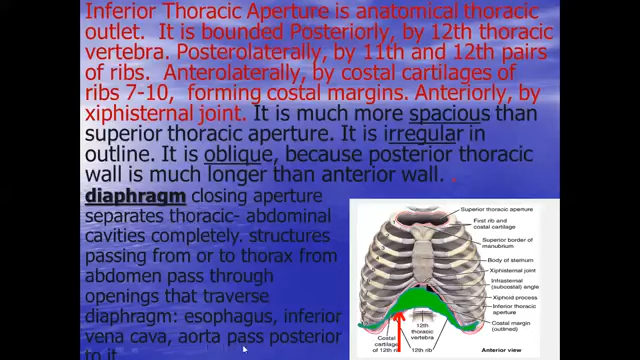 Inferior Thoracic Aperture is anatomical thoracic
outlet.  It is bounded Posteriorly, by 12th thoracic
vertebra. Posterolaterally, by 11th and 12th pairs
of ribs.  Anterolaterally, by costal cartilages of
ribs 7-10,  forming costal margins. Anteriorly, by
xiphisternal joint. It is much more spacious than
superior thoracic aperture. It is irregular in
outline. It is oblique, because posterior thoracic
wall is much longer than anterior wall. .
diaphragm closing aperture
separates thoracic- abdominal
cavities completely. structures
passing from or to thorax from
abdomen pass through
openings that traverse
diaphragm: esophagus, inferior
vena cava, aorta pass posterior
to it
Superior thoracic aperture
First rib and
costal cartilage
Superior border of
manubrium
Body of sternum
Xiphisternal joint
Infrasternal
(subcostal) angle
Xiphoid process
Inferior thoracic
aperture
Costal margin
(outlined)
Costal
cartilage
of 12th rib
12th
thoracic
vertebra
12th rib
Anterior view